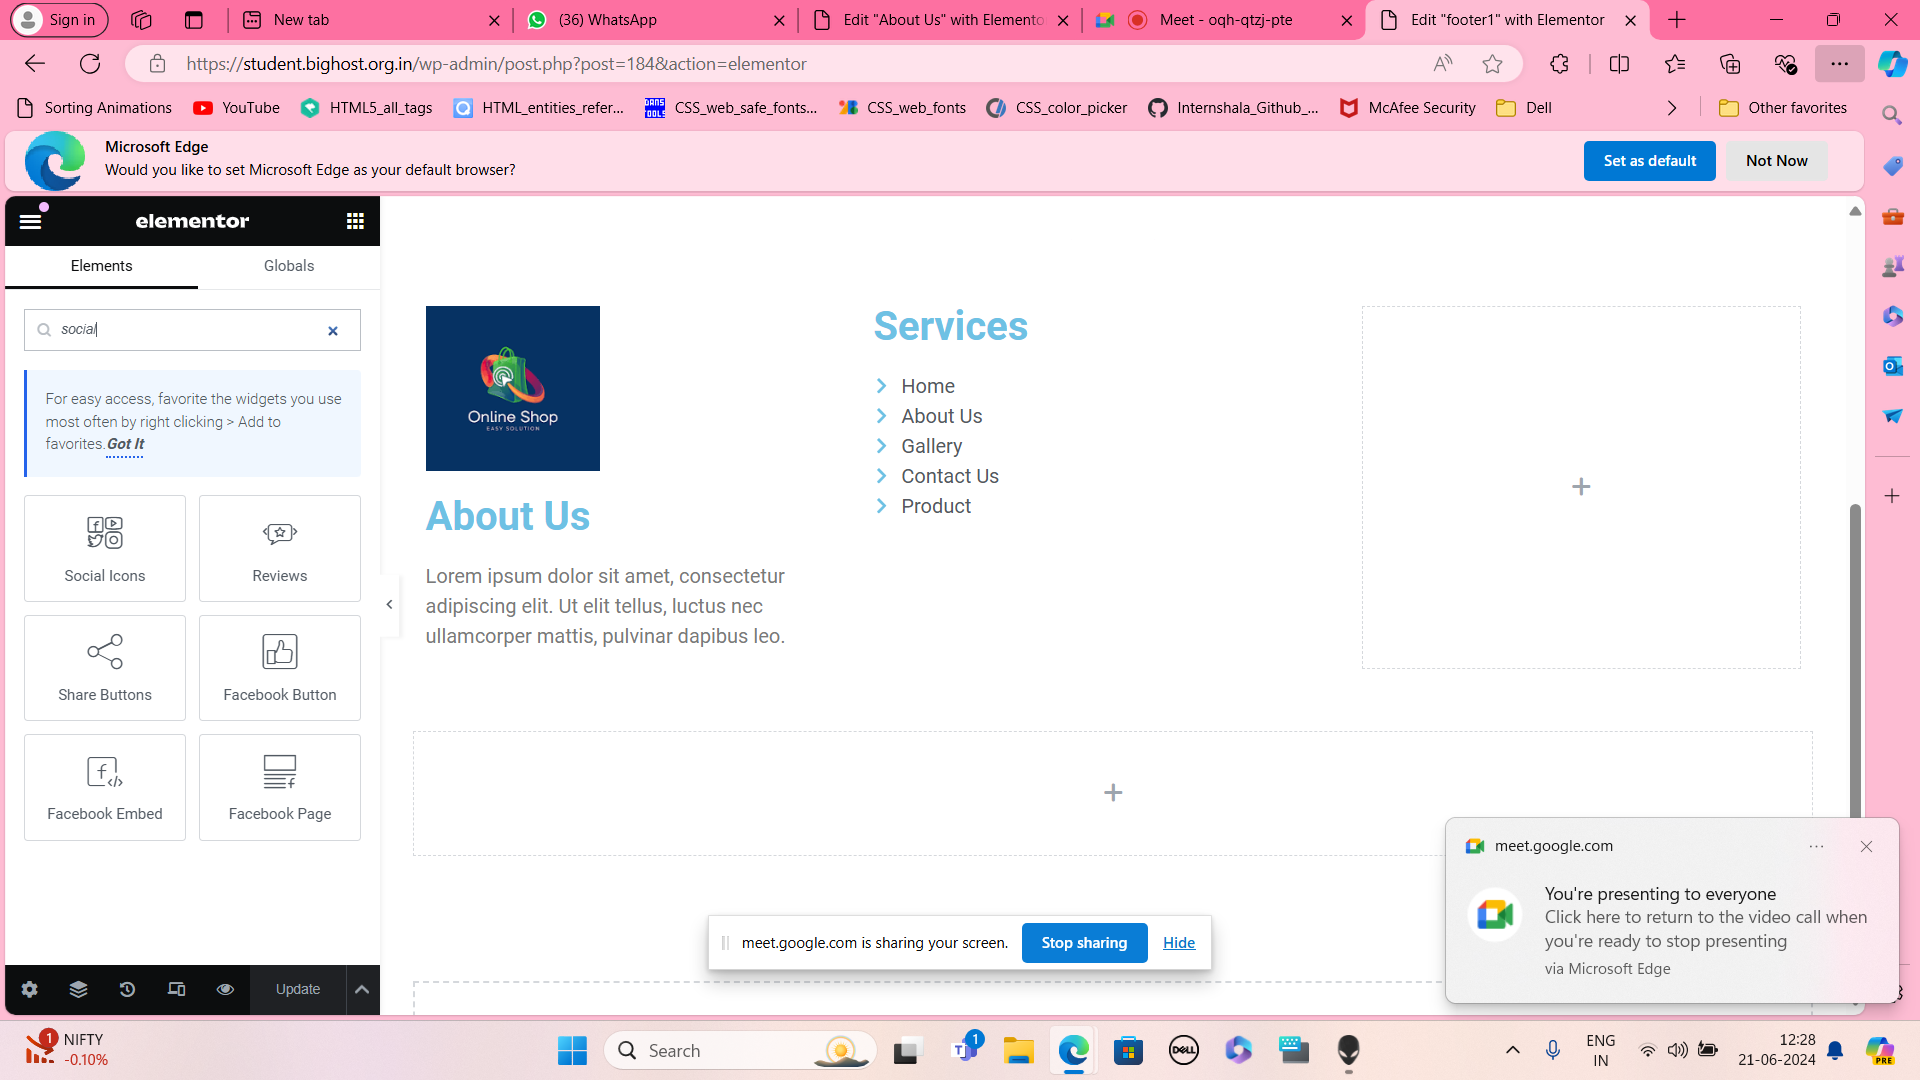 Sign in
New tab
(36) WhatsApp
Edit "About Us" with Elemento
Meet - oqh-qtzj-pte
Edit "footer1" with Elementor
https://student.bighost.org.in/wp-admin/post.php?post=184&action=elementor
Sorting Animations
YouTube
HTML5_all_tags
HTML_entities_refer...
CSS_web_safe_fonts...
CSS_web_fonts
CSS_color_picker
Internshala_Github_...
McAfee Security
Dell
Other favorites
Microsoft Edge
Would you like to set Microsoft Edge as your default browser?
Set as default
Not Now
elementor
Elements
Globals
social
For easy access, favorite the widgets you use
most often by right clicking > Add to
favorites.Got It
Social Icons
Reviews
Share Buttons
Facebook Button
Facebook Embed
Facebook Page
Update
Online Shop
EASY SOLUTION
About Us
Lorem ipsum dolor sit amet, consectetur
adipiscing elit. Ut elit tellus, luctus nec
ullamcorper mattis, pulvinar dapibus leo.
Services
Home
About Us
Gallery
Contact Us
Product
meet.google.com is sharing your screen.
Stop sharing
Hide
meet.google.com
You're presenting to everyone
Click here to return to the video call when
you're ready to stop presenting
via Microsoft Edge
1
NIFTY
-0.10%
Search
1
DELL
ENG
IN
12:28
21-06-2024
PRE